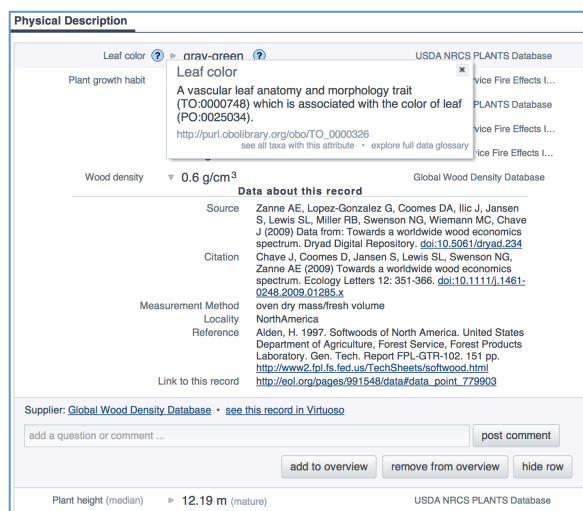 Physical Description
Leaf color ? ▶ gray-green ? USDA NRCS PLANTS Database
Leaf color ×
Plant growth habit vice Fire Effects I...
A vascular leaf anatomy and morphology trait
(TO:0000748) which is associated with the color of leaf PLANTS Database
(PO:0025034).
vice Fire Effects I...
http://purl.obolibrary.org/obo/TO_0000326
see all taxa with this attribute • explore full data glossary vice Fire Effects I...
Wood density ▼ 0.6 g/cm3 Global Wood Density Database
Data about this record
Source Zanne AE, Lopez-Gonzalez G, Coomes DA, Ilic J, Jansen
S, Lewis SL, Miller RB, Swenson NG, Wiemann MC, Chave
J (2009) Data from: Towards a worldwide wood economics
spectrum. Dryad Digital Repository. doi:10.5061/dryad.234
Citation Chave J, Coomes D, Jansen S, Lewis SL, Swenson NG,
Zanne AE (2009) Towards a worldwide wood economics
spectrum. Ecology Letters 12: 351-366. doi:10.1111/j.1461-
0248.2009.01285.x
Measurement Method oven dry mass/fresh volume
Locality NorthAmerica
Reference Alden, H. 1997. Softwoods of North America. United States
Department of Agriculture, Forest Service, Forest Products
Laboratory. Gen. Tech. Report FPL-GTR-102. 151 pp.
http://www2.fpl.fs.fed.us/TechSheets/softwood.html
Link to this record http://eol.org/pages/991548/data#data_point_779903
Supplier: Global Wood Density Database • see this record in Virtuoso
add a question or comment ... post comment
add to overview remove from overview hide row
Plant height (median) ▶ 12.19 m (mature) USDA NRCS PLANTS Database